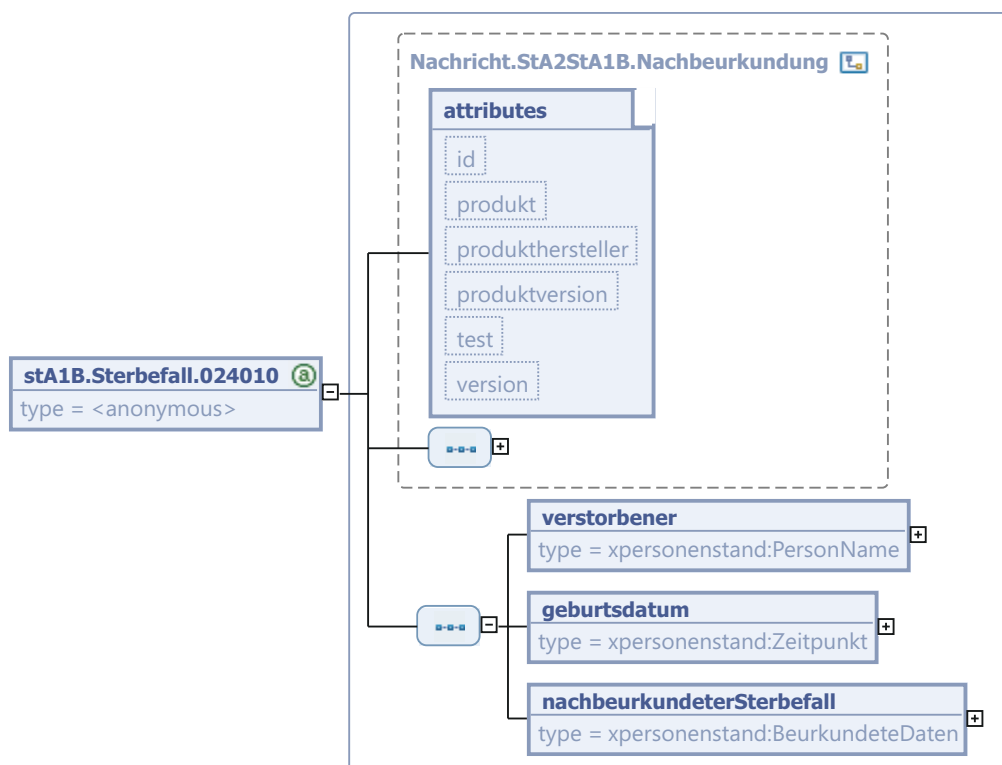 Nachricht.StA2StA1B.Nachbeurkundung
attributes
id
produkt
produkthersteller
produktversion
test
version
stA1B.Sterbefall.024010 a
type = <anonymous>
verstorbener
type = xpersonenstand:PersonName
geburtsdatum
type = xpersonenstand:Zeitpunkt
nachbeurkundeterSterbefall
type = xpersonenstand:BeurkundeteDaten